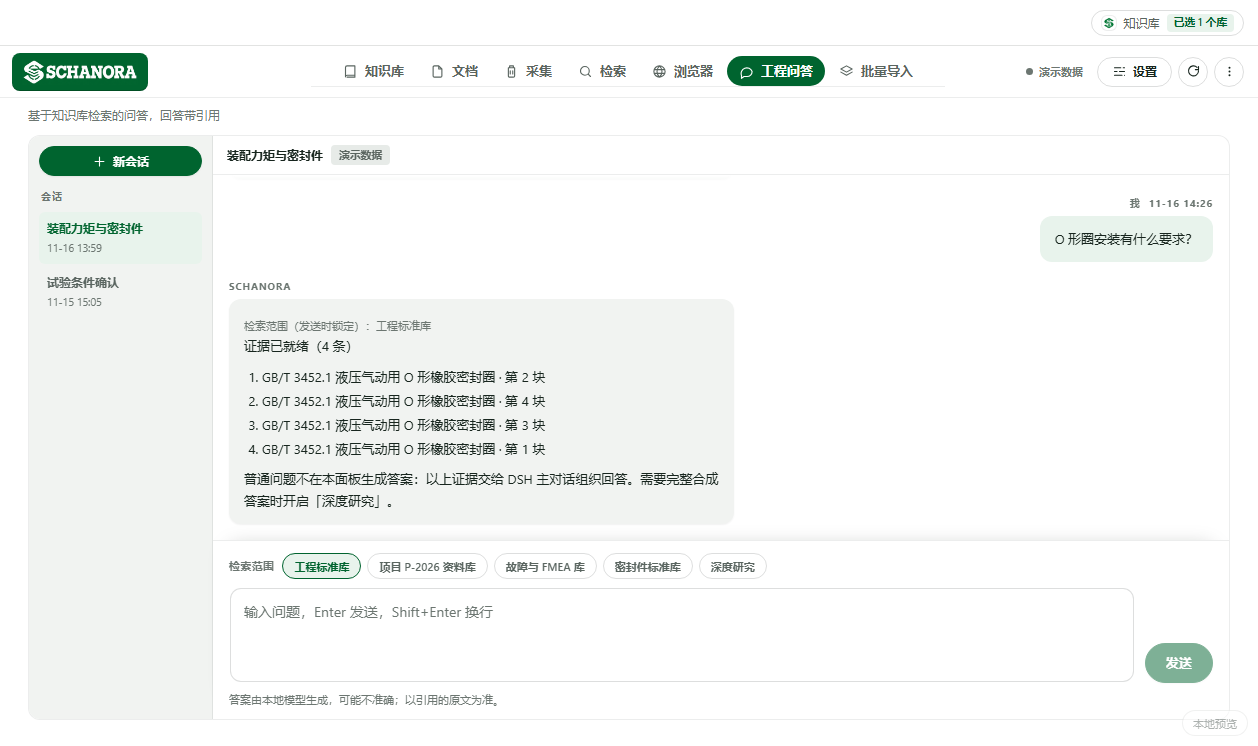 知识库 已选 1 个库
SCHANORA
知识库 文档 采集 检索 浏览器 工程问答 批量导入 演示数据 设置
基于知识库检索的问答，回答带引用
新会话
会话
装配力矩与密封件
11-16 13:59
试验条件确认
11-15 15:05
装配力矩与密封件 演示数据
我 11-16 14:26
O 形圈安装有什么要求？
SCHANORA
检索范围（发送时锁定）：工程标准库
证据已就绪（4 条）
1. GB/T 3452.1 液压气动用 O 形橡胶密封圈 · 第 2 块
2. GB/T 3452.1 液压气动用 O 形橡胶密封圈 · 第 4 块
3. GB/T 3452.1 液压气动用 O 形橡胶密封圈 · 第 3 块
4. GB/T 3452.1 液压气动用 O 形橡胶密封圈 · 第 1 块
普通问题不在本面板生成答案：以上证据交给 DSH 主对话组织回答。需要完整合成
答案时开启「深度研究」。
检索范围 工程标准库 项目 P-2026 资料库 故障与 FMEA 库 密封件标准库 深度研究
输入问题，Enter 发送，Shift+Enter 换行
发送
答案由本地模型生成，可能不准确；以引用的原文为准。
本地预览